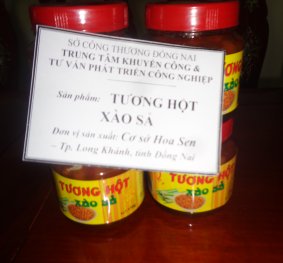 SỞ CÔNG THƯƠNG ĐỒNG NAI
TRUNG TÂM KHUYẾN CÔNG &
TƯ VẤN PHÁT TRIỂN CÔNG NGHIỆP
Sản phẩm: TƯƠNG HỘT
XÀO SẢ
Đơn vị sản xuất: Cơ sở Hoa Sen
– Tp. Long Khánh, tỉnh Đồng Nai
TƯƠNG HỘT
XÀO SẢ
TƯƠNG HỘT
XÀO SẢ